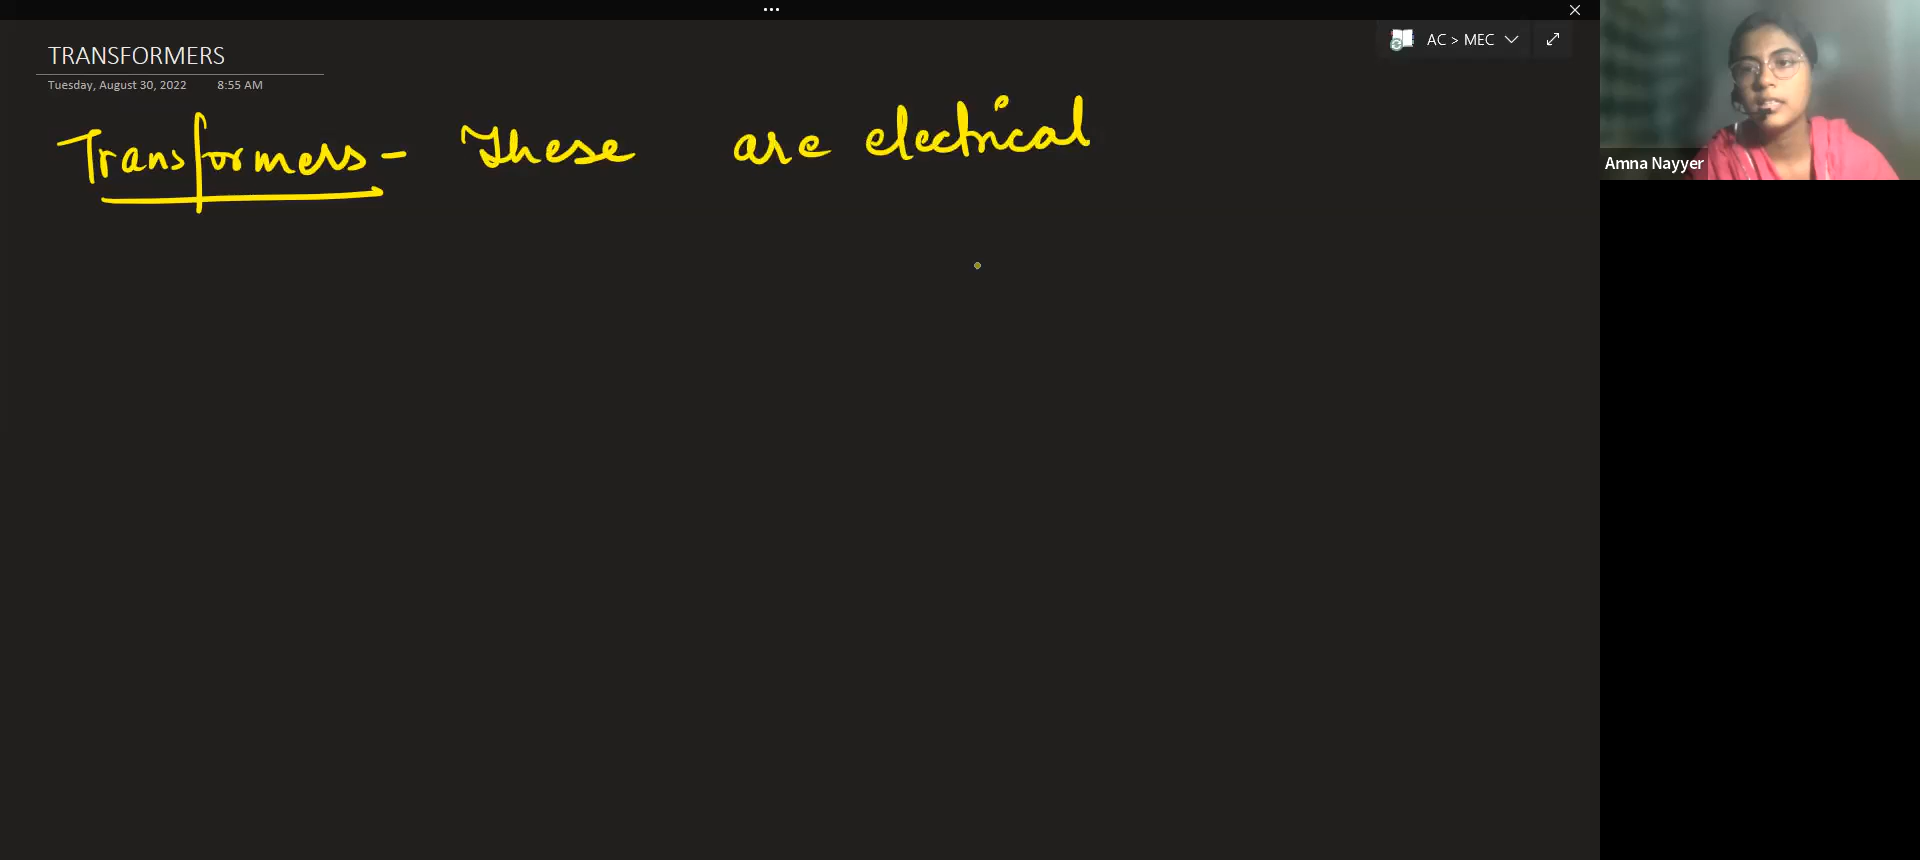 TRANSFORMERS
Tuesday, August 30, 2022 8:55 AM
AC > MEC
Transformers - These are electrical
Amna Nayyer